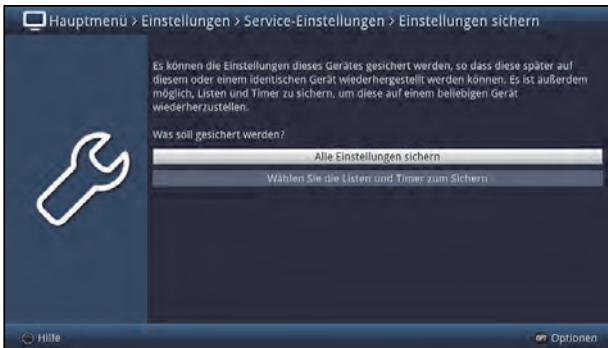 Hauptmenü > Einstellungen > Service-Einstellungen > Einstellungen sichern
Es können die Einstellungen dieses Gerätes gesichert werden, so dass diese später auf
diesem oder einem identischen Gerät wiederhergestellt werden können. Es ist außerdem
möglich, Listen und Timer zu sichern, um diese auf einem beliebigen Gerät
wiederherzustellen.
Was soll gesichert werden?
Alle Einstellungen sichern
Wählen Sie die Listen und Timer zum Sichern
Hilfe
OPT Optionen